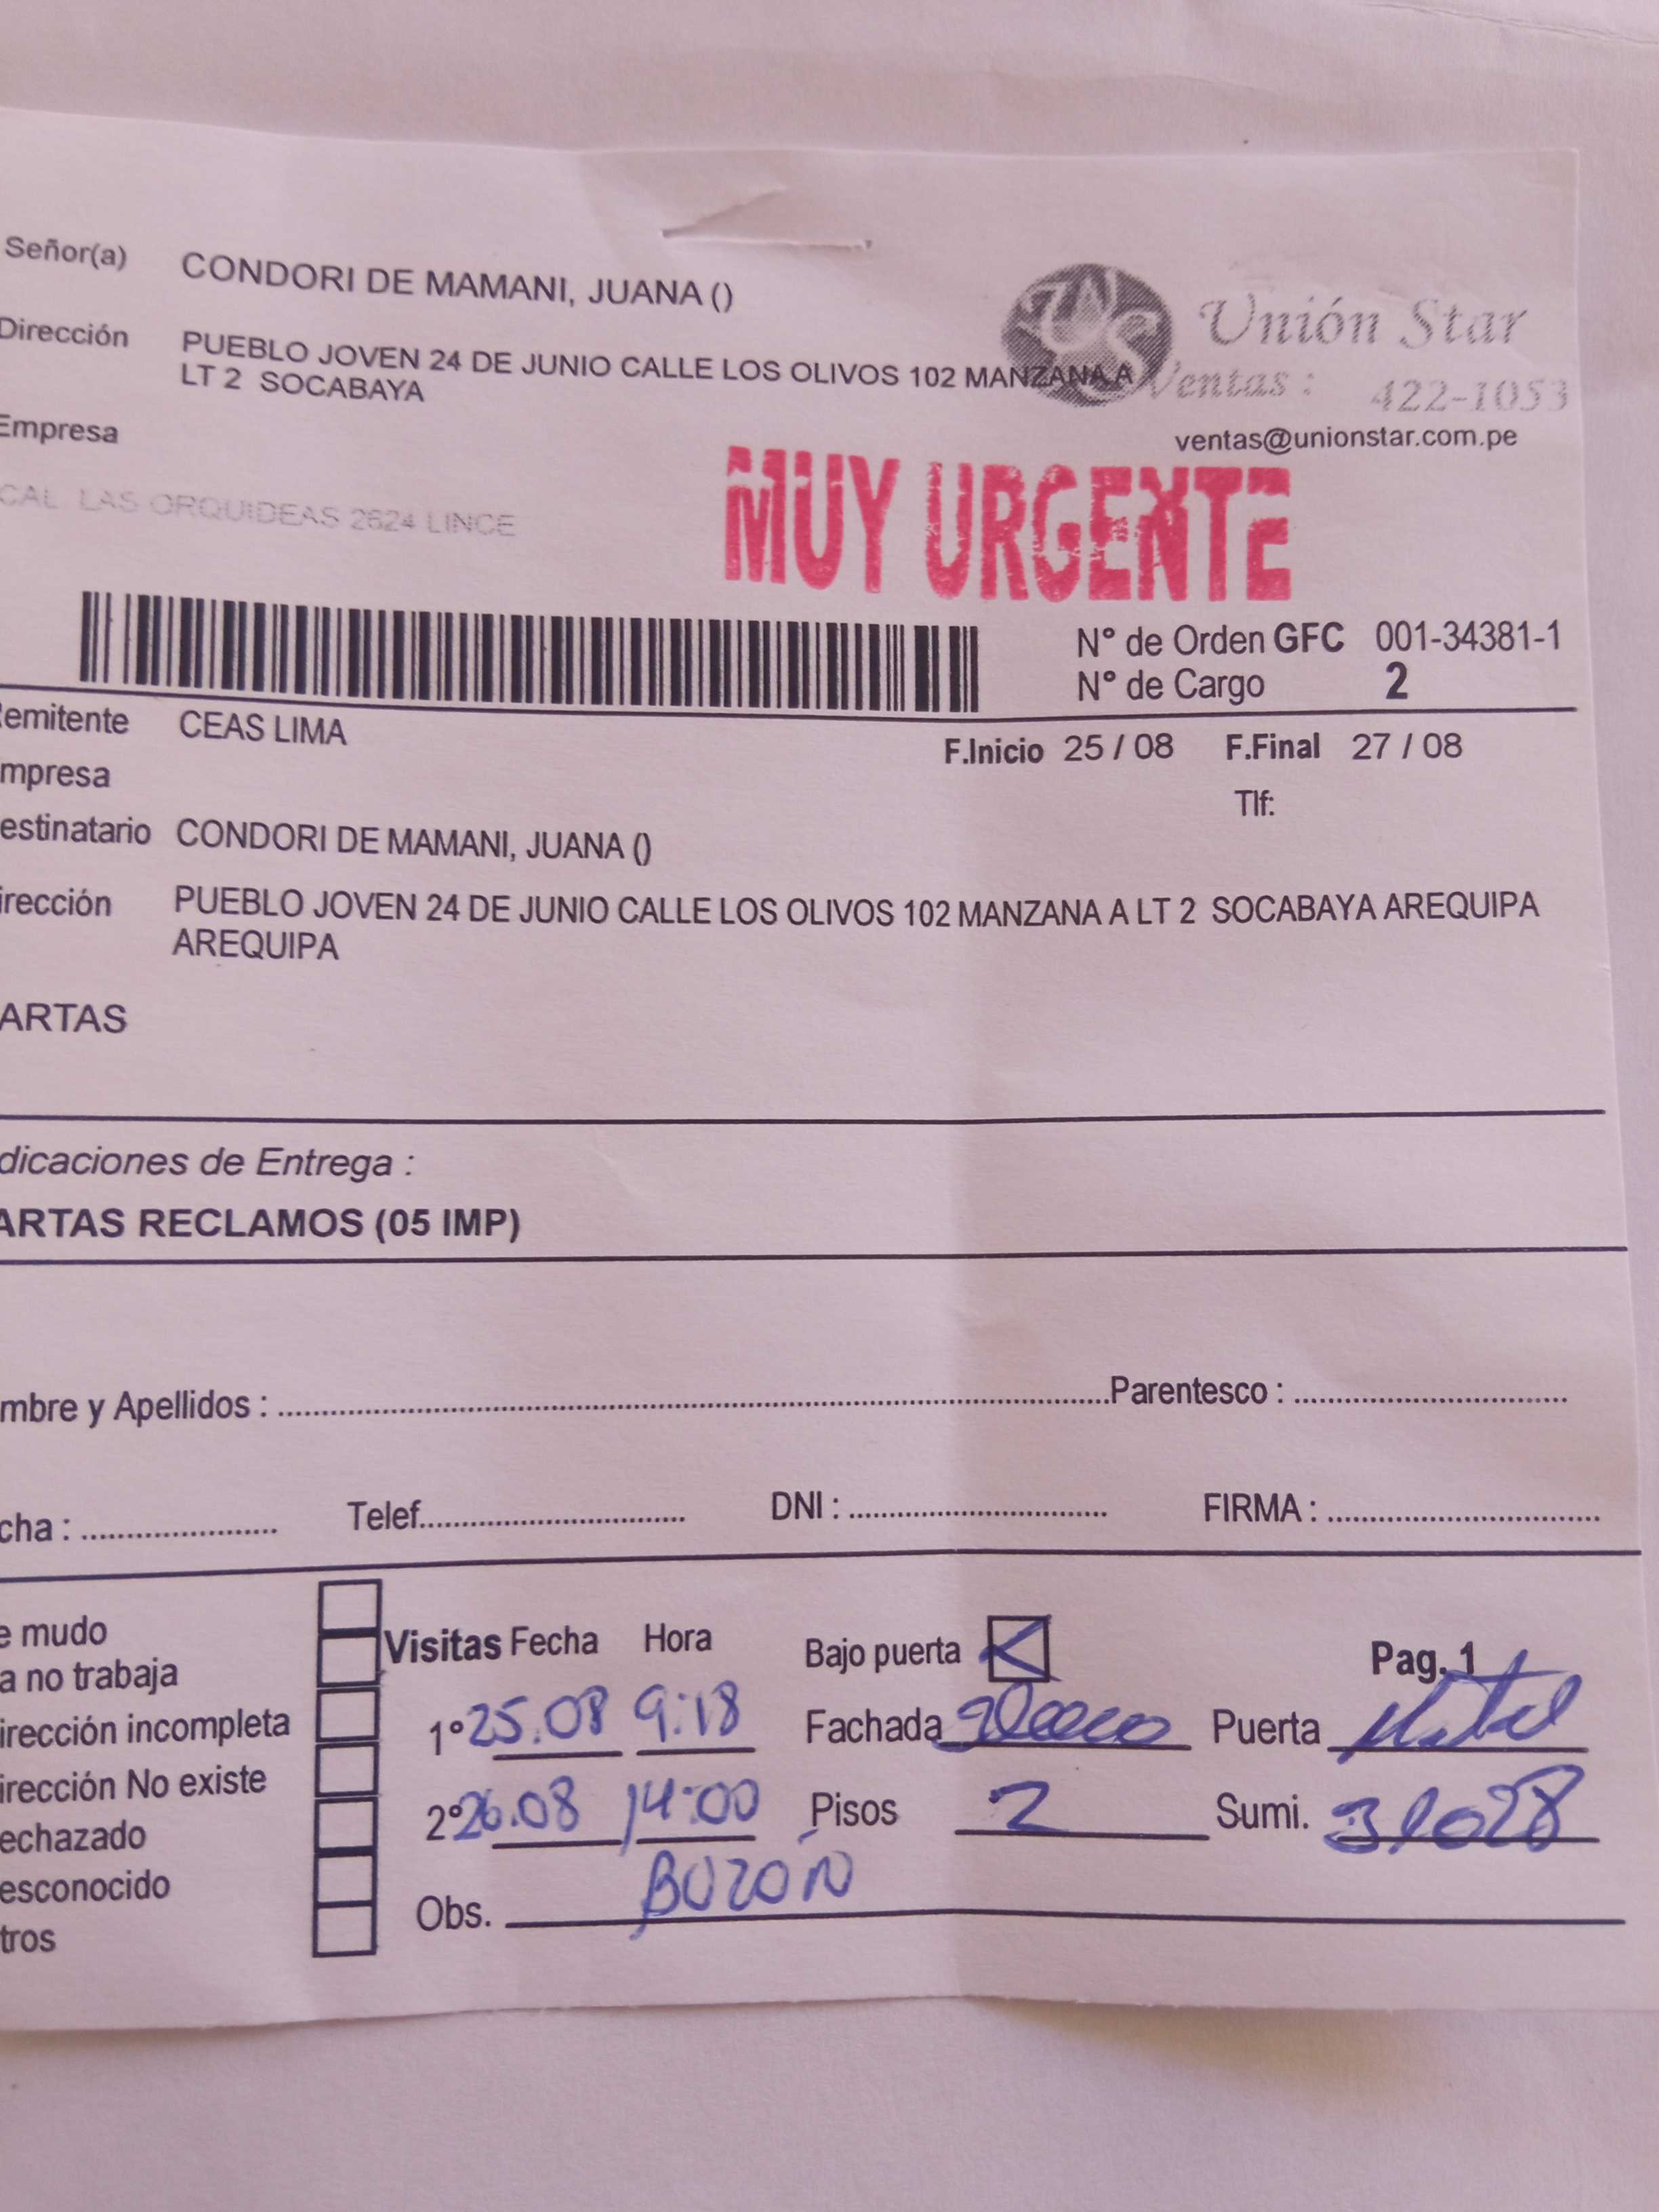 Señor(a) CONDORI DE MAMANI, JUANA ()
Dirección PUEBLO JOVEN 24 DE JUNIO CALLE LOS OLIVOS 102 MANZANA A
LT 2 SOCABAYA
Unión Star
Ventas : 422-1053
ventas@unionstar.com.pe
Empresa
CAL LAS ORQUIDEAS 2624 LINCE
MUY URGENTE
N° de Orden GFC 001-34381-1
N° de Cargo 2
emitente CEAS LIMA
F.Inicio 25 / 08 F.Final 27 / 08
mpresa
Tlf:
estinatario CONDORI DE MAMANI, JUANA ()
irección PUEBLO JOVEN 24 DE JUNIO CALLE LOS OLIVOS 102 MANZANA A LT 2 SOCABAYA AREQUIPA
AREQUIPA
ARTAS
dicaciones de Entrega :
ARTAS RECLAMOS (05 IMP)
mbre y Apellidos : Parentesco :
cha : Telef. DNI : FIRMA :
e mudo
a no trabaja
irección incompleta
irección No existe
echazado
esconocido
tros
Visitas Fecha Hora Bajo puerta Pag. 1
1° 25.08 9:18 Fachada Puerta
2° 26.08 14:00 Pisos 2 Sumi.
Obs. BUZON